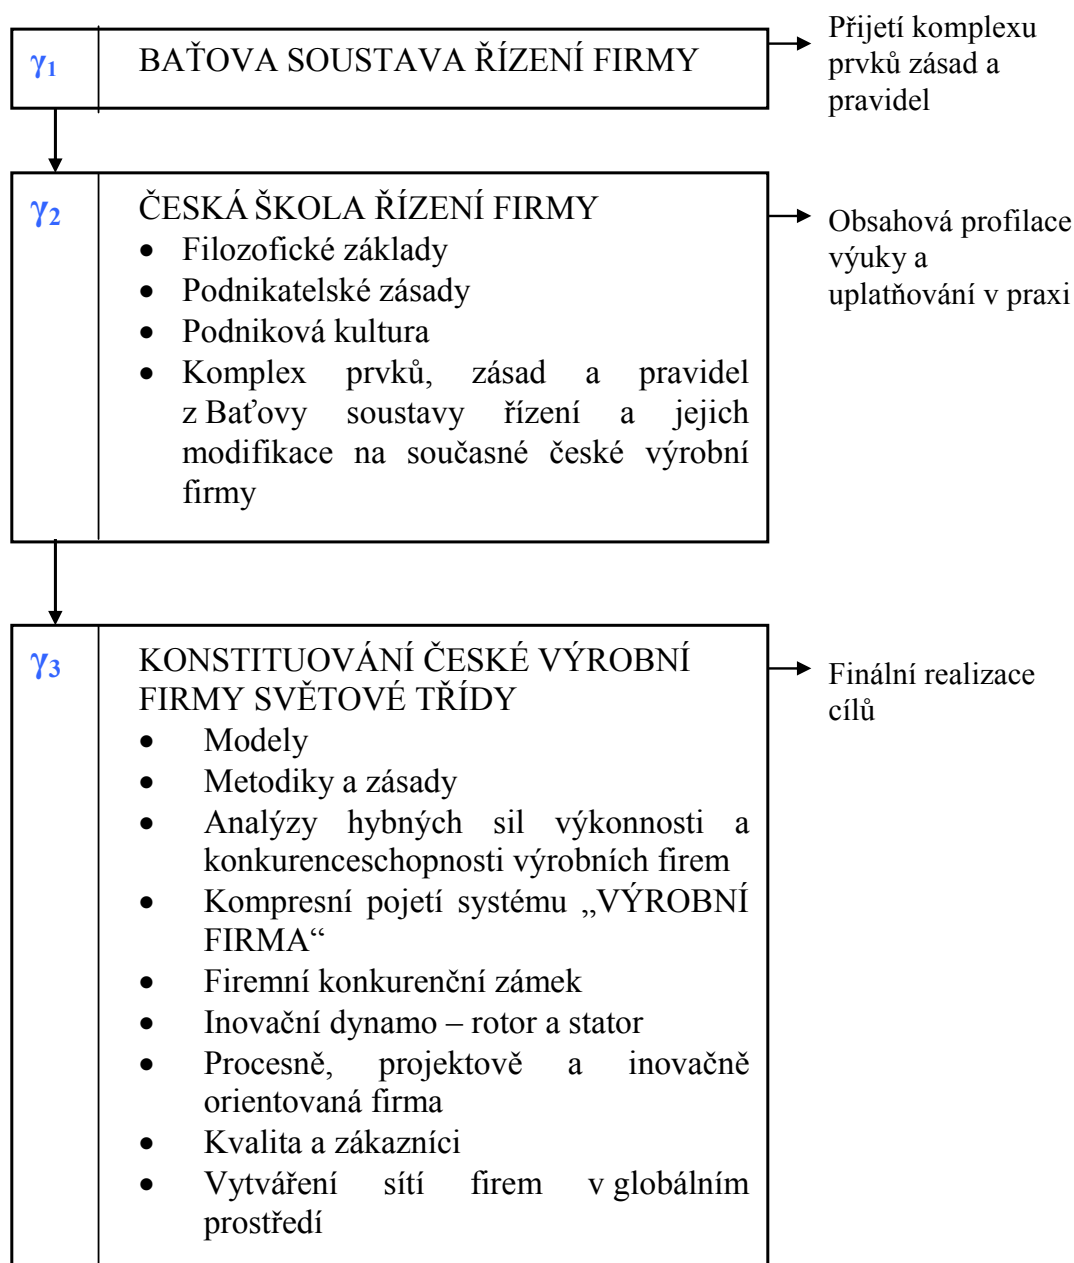 γ1 BAŤOVA SOUSTAVA ŘÍZENÍ FIRMY
Přijetí komplexu
prvků zásad a
pravidel
γ2 ČESKÁ ŠKOLA ŘÍZENÍ FIRMY
• Filozofické základy
• Podnikatelské zásady
• Podniková kultura
• Komplex prvků, zásad a pravidel
z Baťovy soustavy řízení a jejich
modifikace na současné české výrobní
firmy
Obsahová profilace
výuky a
uplatňování v praxi
γ3 KONSTITUOVÁNÍ ČESKÉ VÝROBNÍ
FIRMY SVĚTOVÉ TŘÍDY
• Modely
• Metodiky a zásady
• Analýzy hybných sil výkonnosti a
konkurenceschopnosti výrobních firem
• Kompresní pojetí systému „VÝROBNÍ
FIRMA“
• Firemní konkurenční zámek
• Inovační dynamo – rotor a stator
• Procesně, projektově a inovačně
orientovaná firma
• Kvalita a zákazníci
• Vytváření sítí firem v globálním
prostředí
Finální realizace
cílů